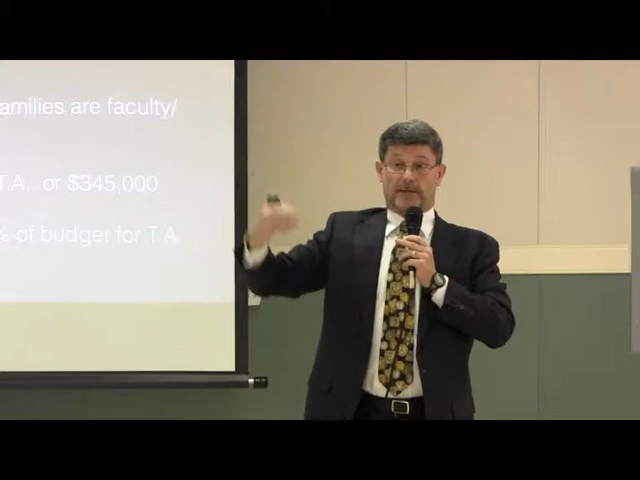 amilies are faculty/
T.A.. or $345,000
% of budget for T.A.